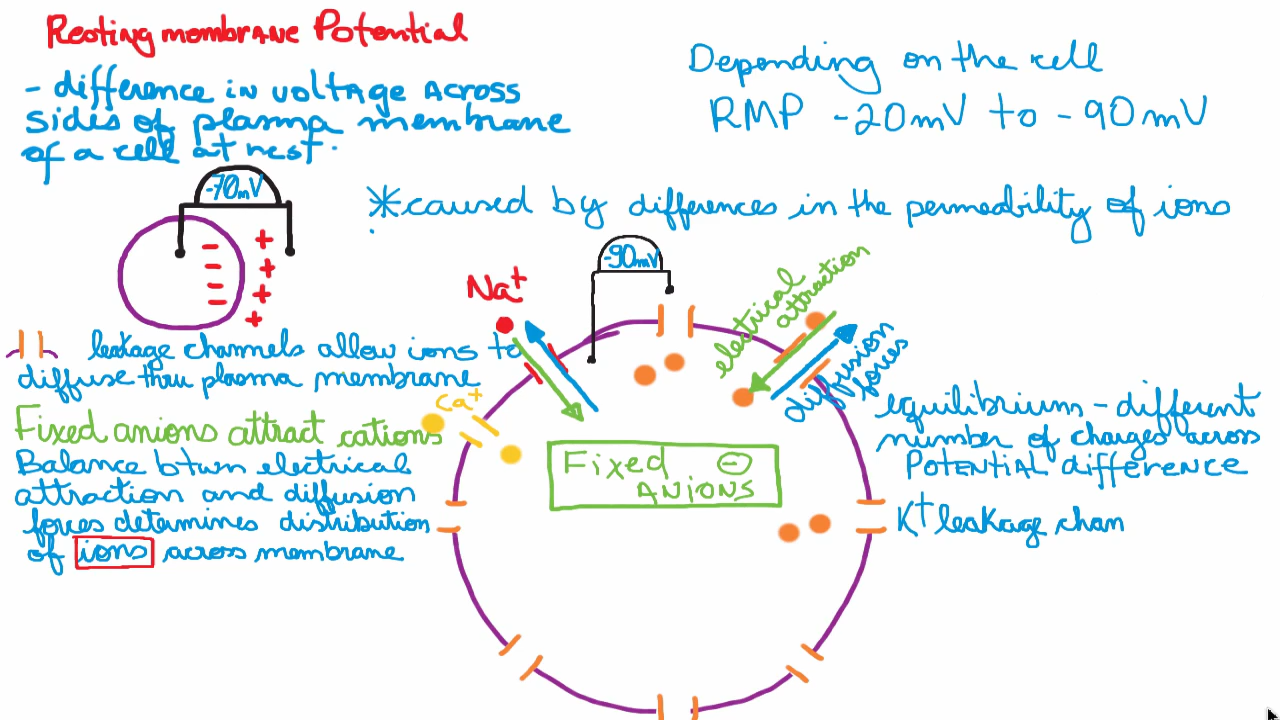 Resting membrane Potential
- difference in voltage across
sides of plasma membrane
of a cell at rest.
Depending on the cell
RMP -20mV to -90mV
-70mV
*caused by differences in the permeability of ions
-90mV
Na+
electrical
attraction
diffusion
forces
leakage channels allow ions to
diffuse thru plasma membrane
Ca+
Fixed anions attract cations
Balance btwn electrical
attraction and diffusion
forces determines distribution
of ions across membrane
Fixed -
ANIONS
equilibriums - different
number of charges across
Potential difference
K+ leakage chan